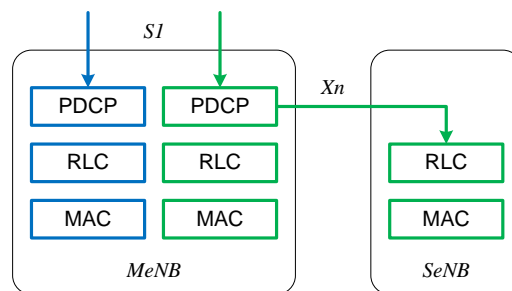 S1
PDCP PDCP Xn
RLC RLC RLC
MAC MAC MAC
MeNB SeNB